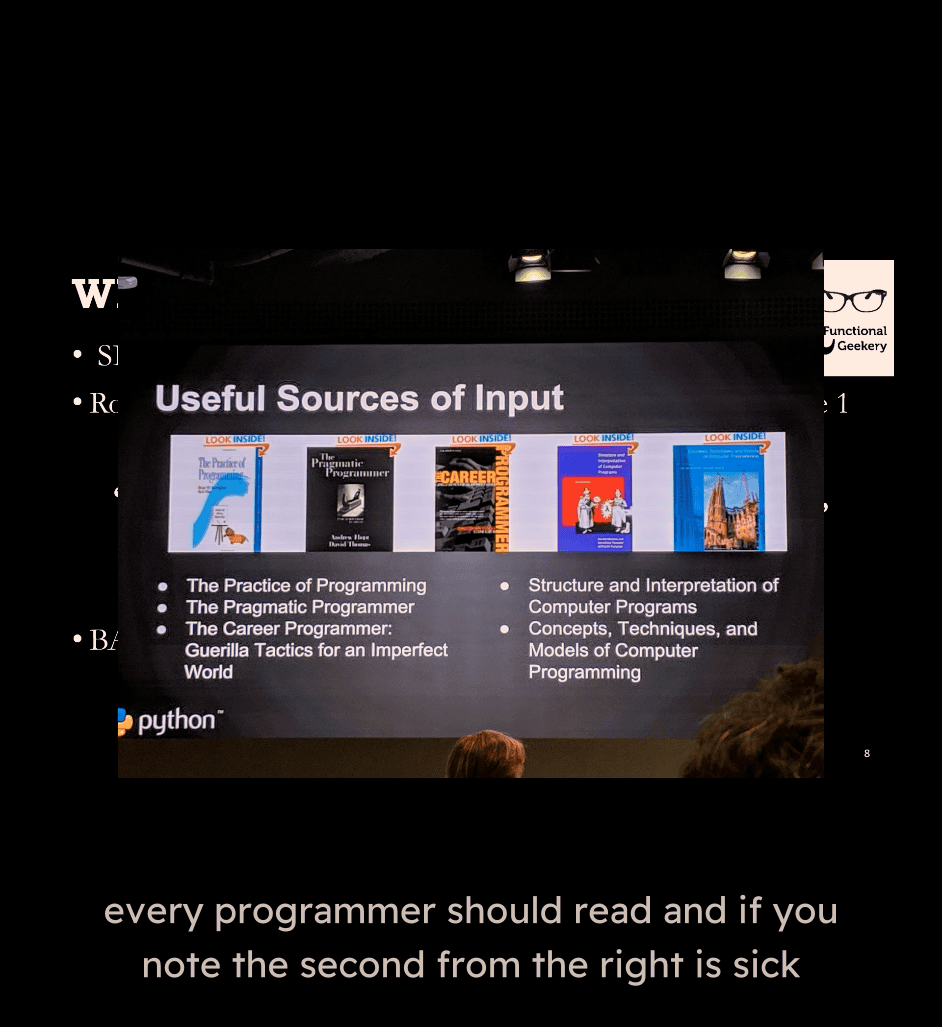 WI
• SI
• Ro
e 1
•
• BA
Functional
Geekery
Useful Sources of Input
LOOK INSIDE! LOOK INSIDE! LOOK INSIDE! LOOK INSIDE! LOOK INSIDE!
The Practice of
Programming
The
Pragmatic
Programmer
Andrew Hunt
David Thomas
CAREER
PROGRAMMER
Structure and
Interpretation
of Computer
Programs
• The Practice of Programming
• The Pragmatic Programmer
• The Career Programmer:
Guerilla Tactics for an Imperfect
World
• Structure and Interpretation of
Computer Programs
• Concepts, Techniques, and
Models of Computer
Programming
python™
8
every programmer should read and if you
note the second from the right is sick